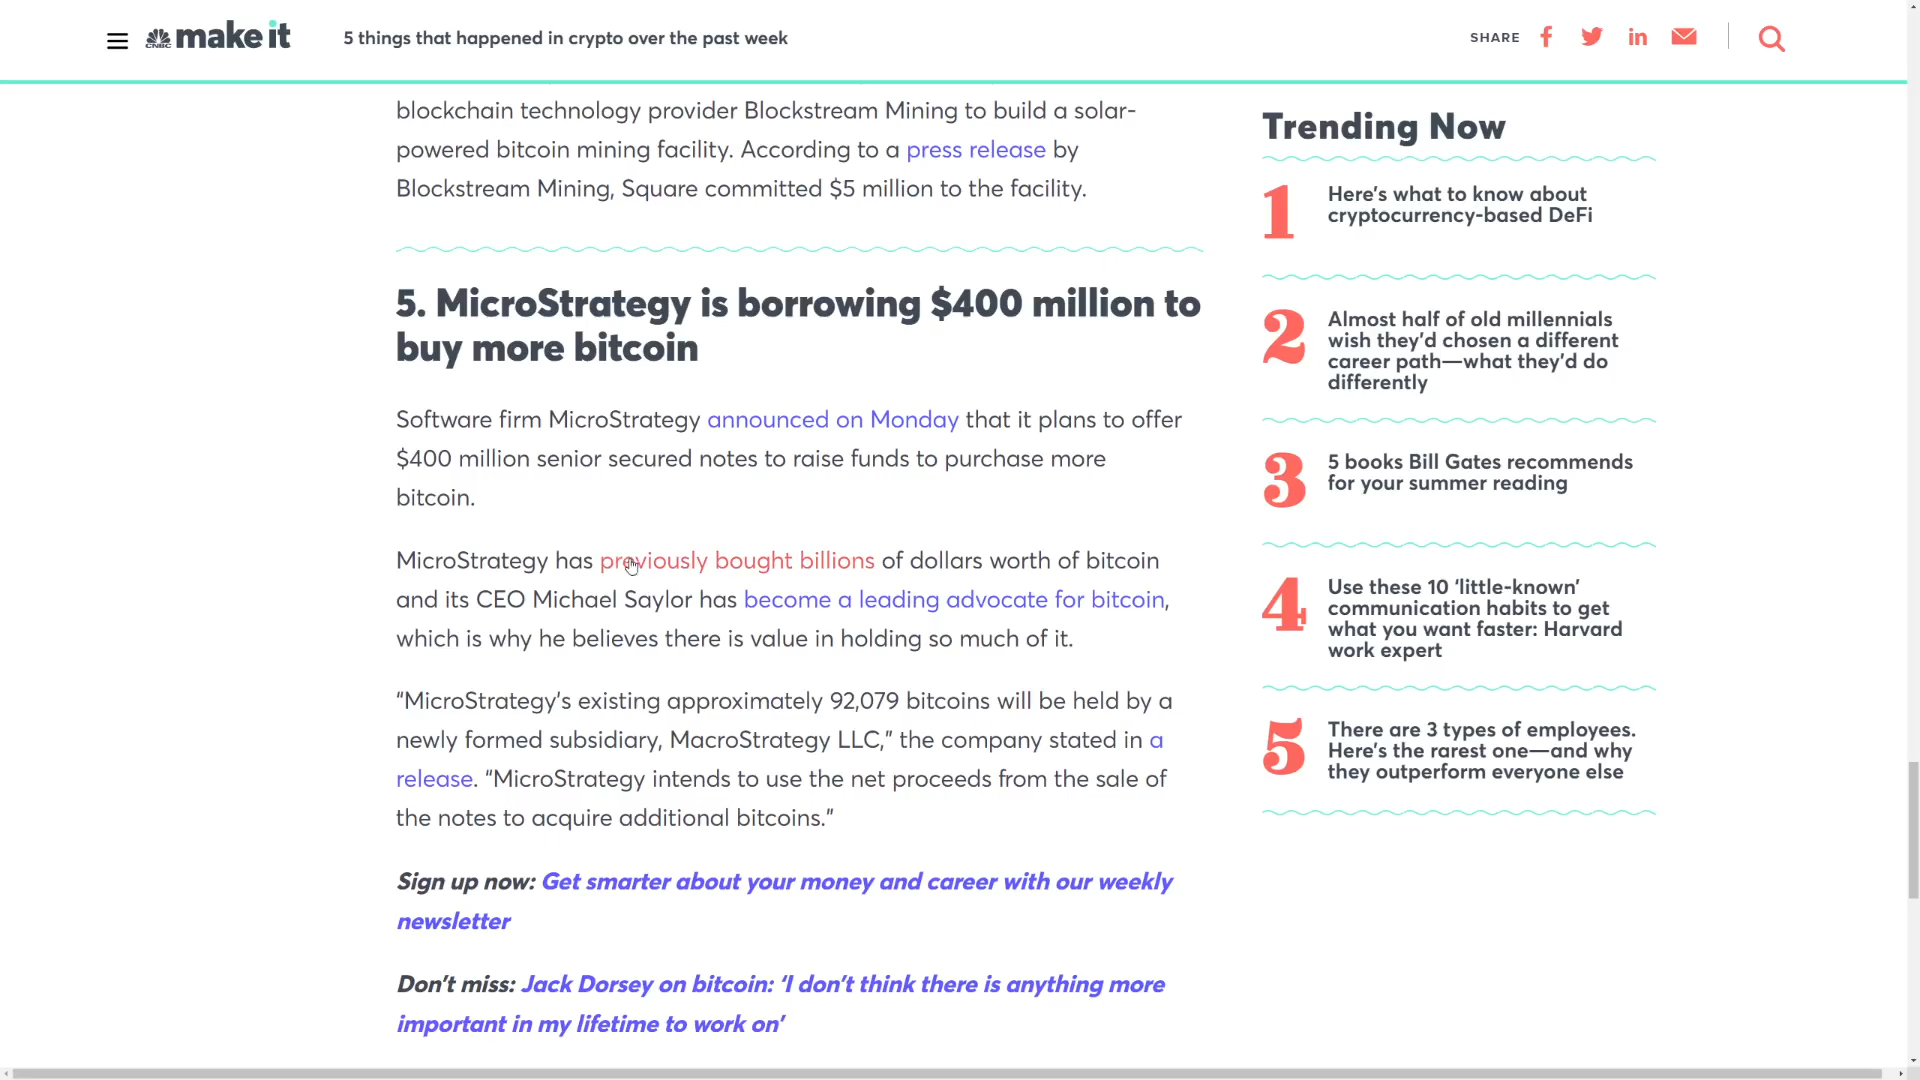 CNBC make it
5 things that happened in crypto over the past week
SHARE
blockchain technology provider Blockstream Mining to build a solar-
powered bitcoin mining facility. According to a press release by
Blockstream Mining, Square committed $5 million to the facility.
5. MicroStrategy is borrowing $400 million to
buy more bitcoin
Software firm MicroStrategy announced on Monday that it plans to offer
$400 million senior secured notes to raise funds to purchase more
bitcoin.
MicroStrategy has previously bought billions of dollars worth of bitcoin
and its CEO Michael Saylor has become a leading advocate for bitcoin,
which is why he believes there is value in holding so much of it.
“MicroStrategy’s existing approximately 92,079 bitcoins will be held by a
newly formed subsidiary, MacroStrategy LLC,” the company stated in a
release. “MicroStrategy intends to use the net proceeds from the sale of
the notes to acquire additional bitcoins.”
Sign up now: Get smarter about your money and career with our weekly
newsletter
Don’t miss: Jack Dorsey on bitcoin: ‘I don’t think there is anything more
important in my lifetime to work on’
Trending Now
1
Here’s what to know about
cryptocurrency-based DeFi
2
Almost half of old millennials
wish they’d chosen a different
career path—what they’d do
differently
3
5 books Bill Gates recommends
for your summer reading
4
Use these 10 ‘little-known’
communication habits to get
what you want faster: Harvard
work expert
5
There are 3 types of employees.
Here’s the rarest one—and why
they outperform everyone else